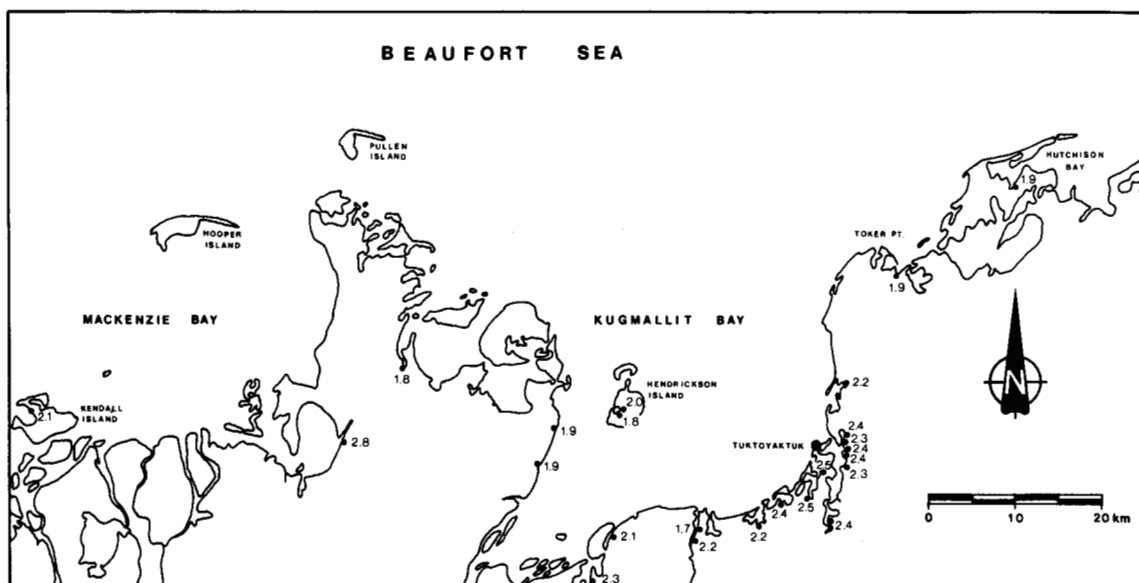 BEAUFORT SEA
PULLEN
ISLAND
HUTCHISON
BAY
1.9
HOOPER
ISLAND
TOKER PT.
1.9
MACKENZIE BAY
KUGMALLIT BAY
1.8
2.2
N
HENDRICKSON
ISLAND
2.0
1.8
KENDALL
ISLAND
2.1
2.8
1.9
1.9
TUKTOYAKTUK
2.4
2.3
2.4
2.4
2.3
2.5
2.5
2.4
2.4
2.2
1.7
2.2
2.1
2.3
0 10 20 km